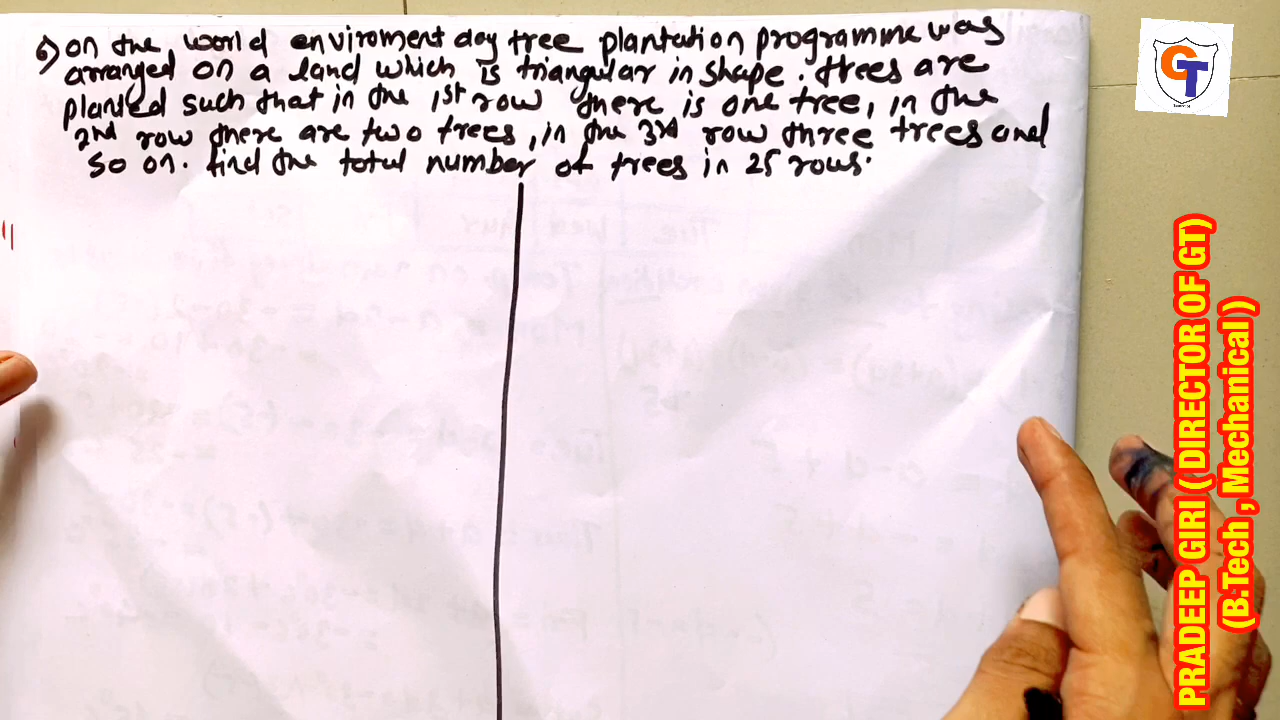 6) On the world enviroment day tree plantation programme was
arranged on a land which is triangular in shape. trees are
planted such that in the 1st row there is one tree, in the
2nd row there are two trees, in the 3rd row three trees and
so on. find the total number of trees in 25 rows.
GT
PRADEEP GIRI ( DIRECTOR OF GT)
(B.Tech , Mechanical )